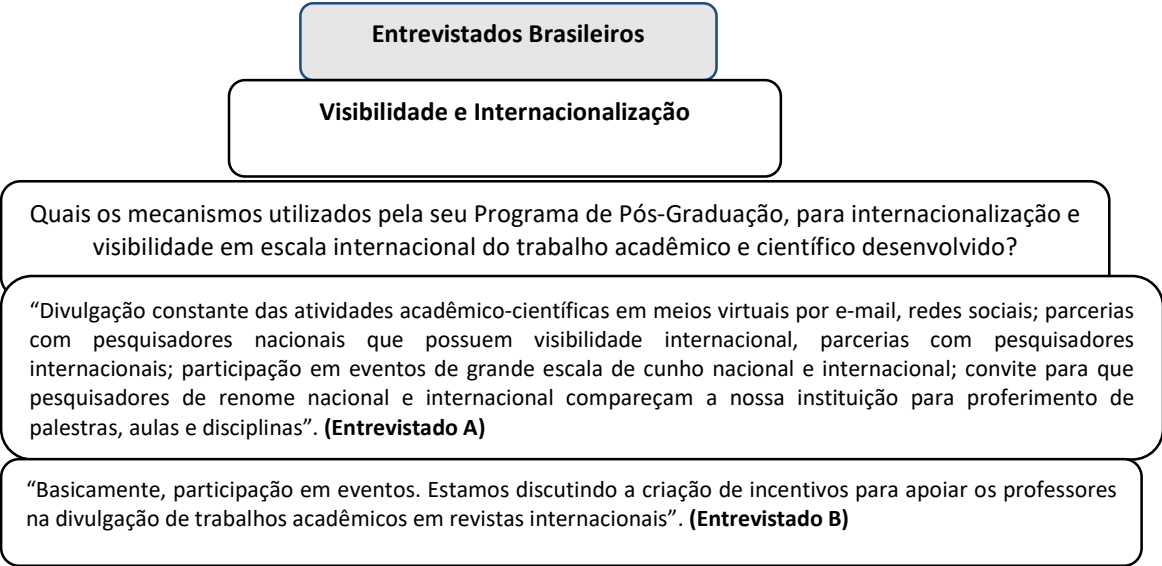 Entrevistados Brasileiros
Visibilidade e Internacionalização
Quais os mecanismos utilizados pela seu Programa de Pós-Graduação, para internacionalização e
visibilidade em escala internacional do trabalho acadêmico e científico desenvolvido?
“Divulgação constante das atividades acadêmico-científicas em meios virtuais por e-mail, redes sociais; parcerias
com pesquisadores nacionais que possuem visibilidade internacional, parcerias com pesquisadores
internacionais; participação em eventos de grande escala de cunho nacional e internacional; convite para que
pesquisadores de renome nacional e internacional compareçam a nossa instituição para proferimento de
palestras, aulas e disciplinas”. (Entrevistado A)
“Basicamente, participação em eventos. Estamos discutindo a criação de incentivos para apoiar os professores
na divulgação de trabalhos acadêmicos em revistas internacionais”. (Entrevistado B)